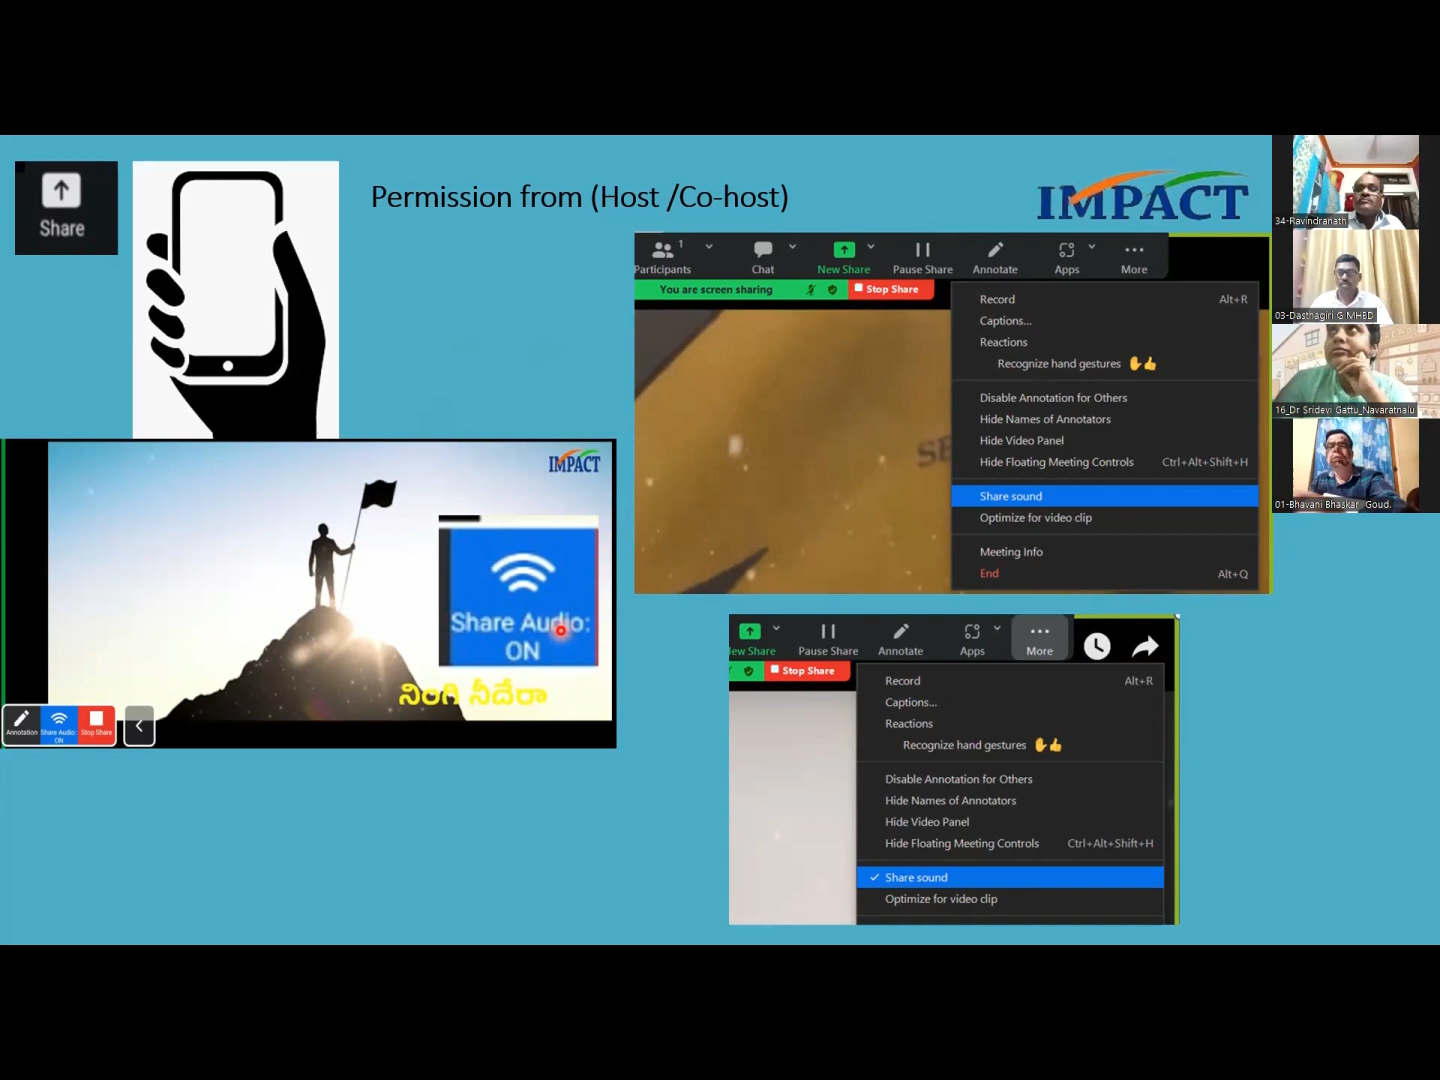 Share
Permission from (Host /Co-host)
IMPACT
Participants 1 Chat New Share Pause Share Annotate Apps More
You are screen sharing Stop Share
Record Alt+R
Captions...
Reactions
Recognize hand gestures
Disable Annotation for Others
Hide Names of Annotators
Hide Video Panel
Hide Floating Meeting Controls Ctrl+Alt+Shift+H
Share sound
Optimize for video clip
Meeting Info
End Alt+Q
IMPACT
Share Audio:
ON
నింగి నీదేరా
Annotation Share Audio: Stop Share
ON
Pause Share Annotate Apps More
Stop Share
Record Alt+R
Captions...
Reactions
Recognize hand gestures
Disable Annotation for Others
Hide Names of Annotators
Hide Video Panel
Hide Floating Meeting Controls Ctrl+Alt+Shift+H
Share sound
Optimize for video clip
34-Ravindranath
03-Dasthagiri G MHBD
16_Dr Sridevi Gattu_Navaratnalu
01-Bhavani Bhaskar Goud.